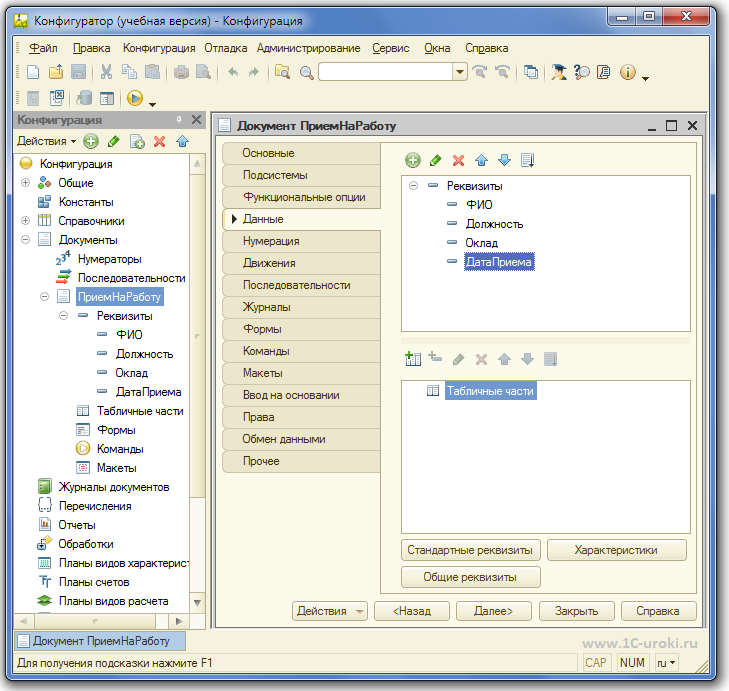 Конфигуратор (учебная версия) - Конфигурация
Файл Правка Конфигурация Отладка Администрирование Сервис Окна Справка
Конфигурация
Действия
Конфигурация
Общие
Константы
Справочники
Документы
Нумераторы
Последовательности
ПриемНаРаботу
Реквизиты
ФИО
Должность
Оклад
ДатаПриема
Табличные части
Формы
Команды
Макеты
Журналы документов
Перечисления
Отчеты
Обработки
Планы видов характерист
Планы счетов
Планы видов расчета
Документ ПриемНаРаботу
Основные
Подсистемы
Функциональные опции
Данные
Нумерация
Движения
Последовательности
Журналы
Формы
Команды
Макеты
Ввод на основании
Права
Обмен данными
Прочее
Реквизиты
ФИО
Должность
Оклад
ДатаПриема
Табличные части
Стандартные реквизиты Характеристики
Общие реквизиты
Действия <Назад Далее> Закрыть Справка
Документ ПриемНаРаботу
www.1C-uroki.ru
Для получения подсказки нажмите F1
CAP NUM ru